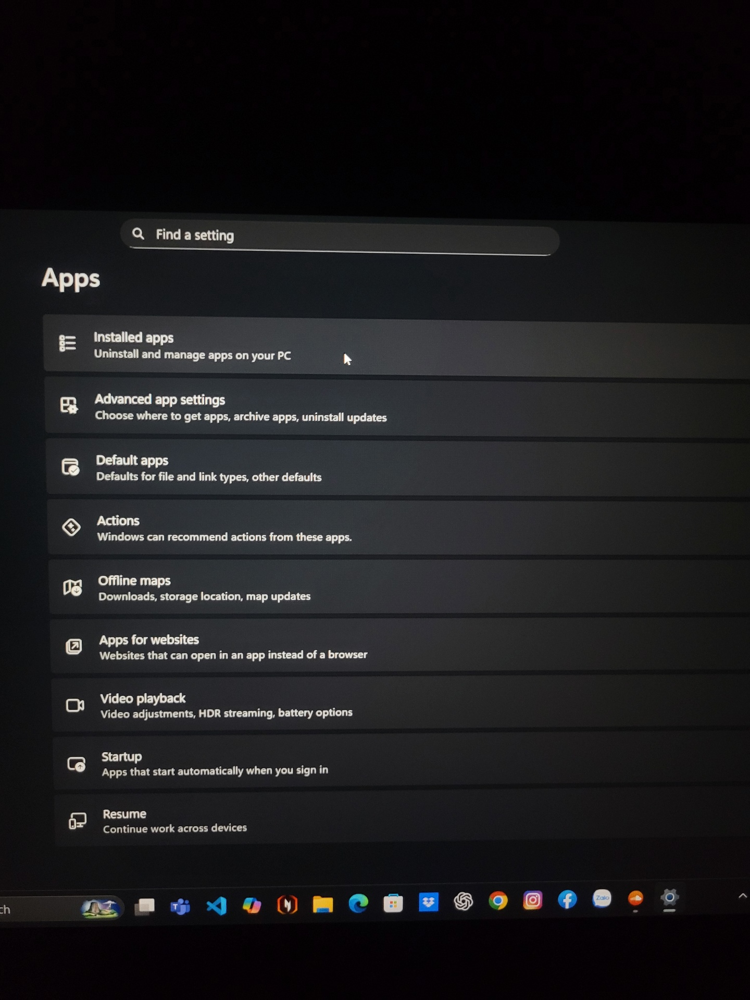 Find a setting
Apps
Installed apps
Uninstall and manage apps on your PC
Advanced app settings
Choose where to get apps, archive apps, uninstall updates
Default apps
Defaults for file and link types, other defaults
Actions
Windows can recommend actions from these apps.
Offline maps
Downloads, storage location, map updates
Apps for websites
Websites that can open in an app instead of a browser
Video playback
Video adjustments, HDR streaming, battery options
Startup
Apps that start automatically when you sign in
Resume
Continue work across devices
ch
T
Zalo